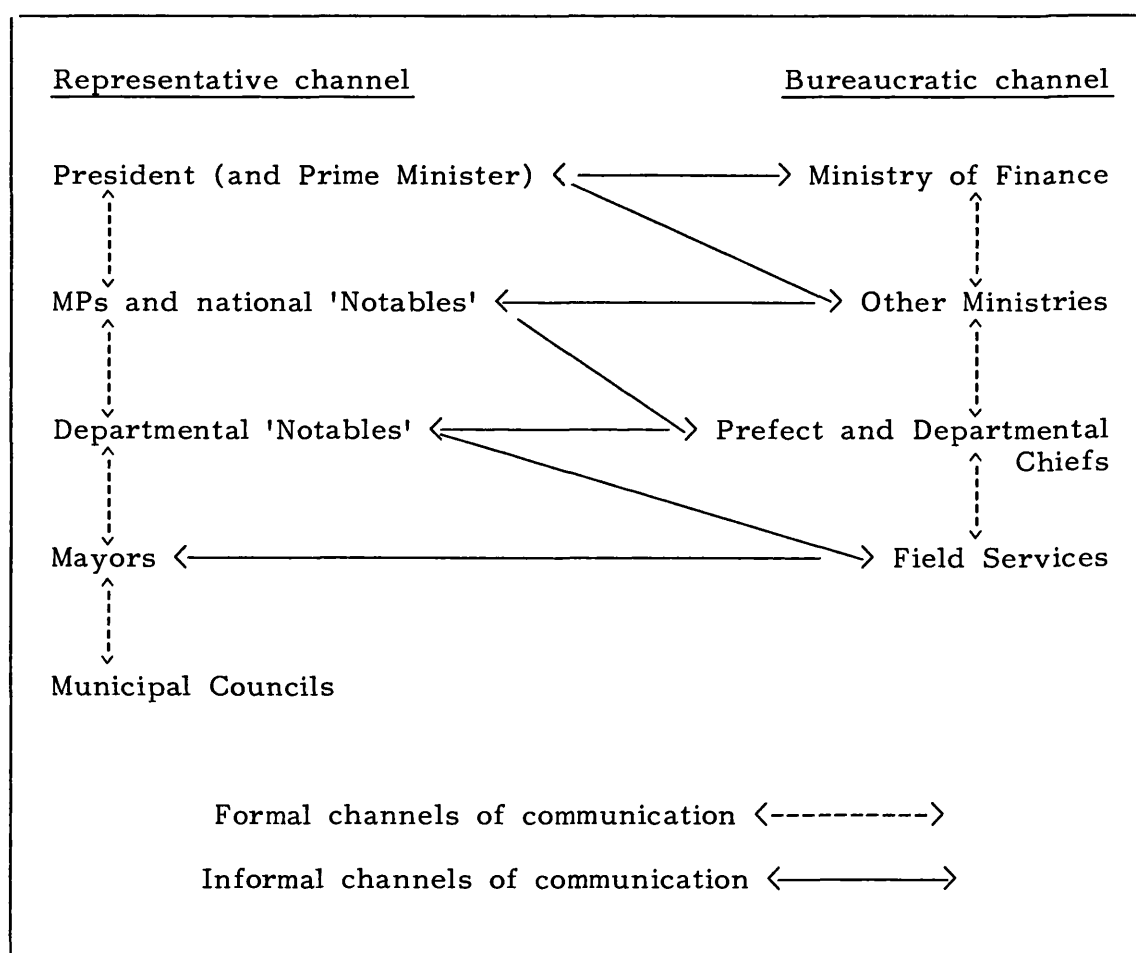 Representative channel Bureaucratic channel
President (and Prime Minister) Ministry of Finance
MPs and national 'Notables' Other Ministries
Departmental 'Notables' Prefect and Departmental
Chiefs
Mayors Field Services
Municipal Councils
Formal channels of communication
Informal channels of communication